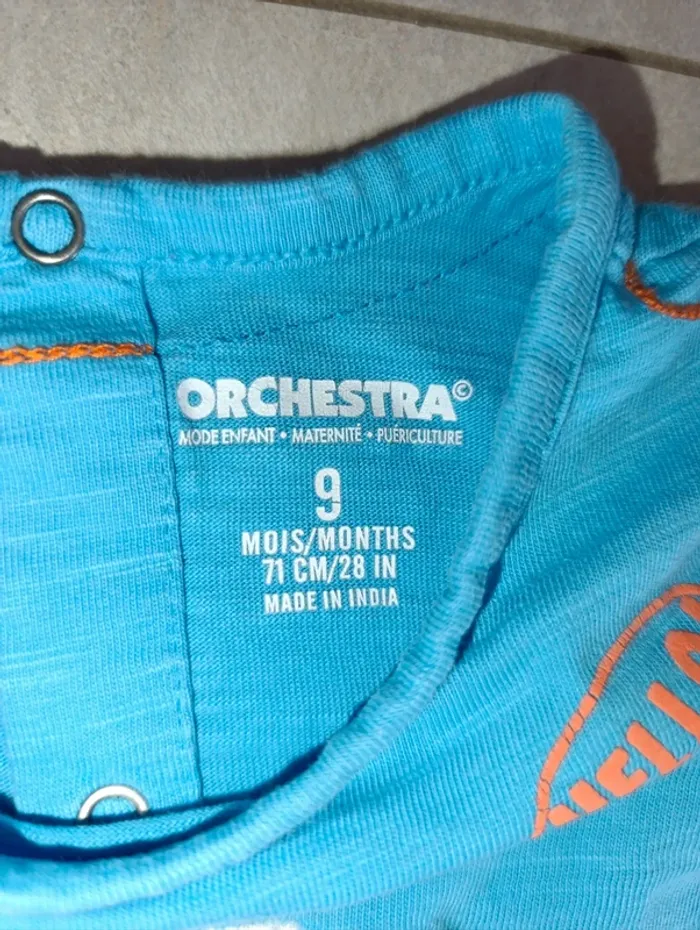 ORCHESTRA©
MODE ENFANT • MATERNITÉ • PUÉRICULTURE
9
MOIS/MONTHS
71 CM/28 IN
MADE IN INDIA